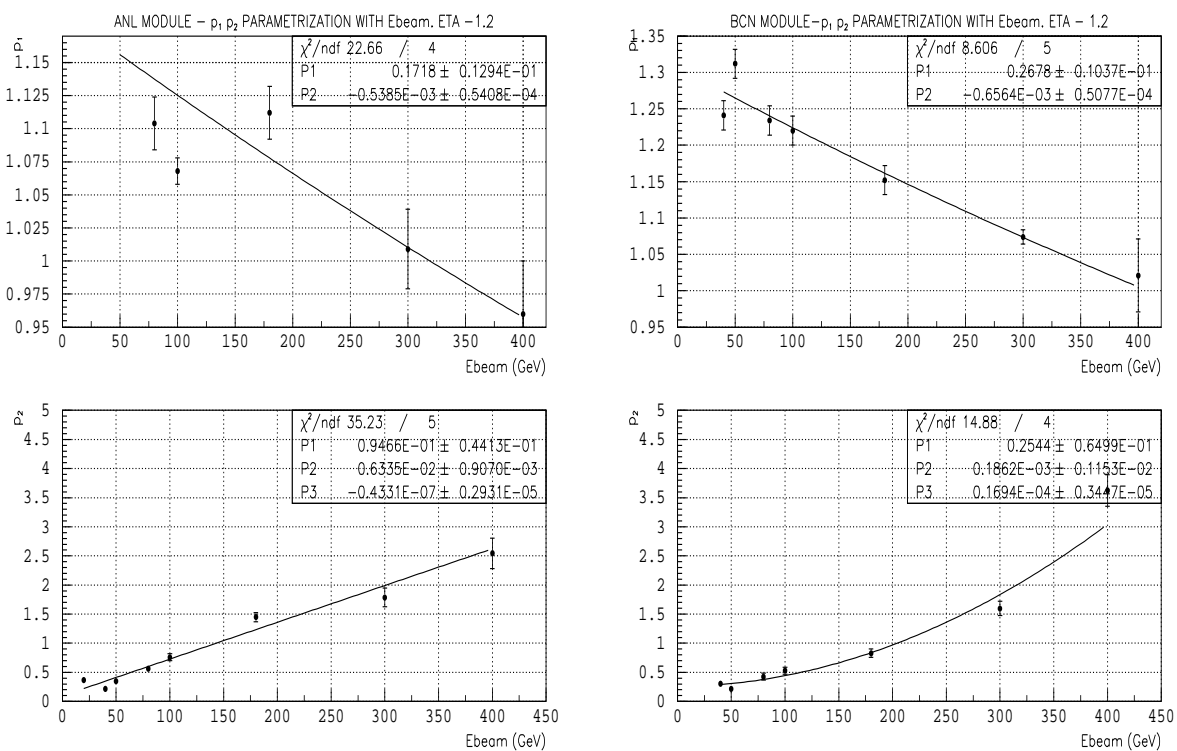 ANL MODULE - p₁ p₂ PARAMETRIZATION WITH Ebeam. ETA -1.2
p₁
χ²/ndf 22.66 / 4
P1 0.1718 ± 0.1294E-01
P2 -0.5385E-03 ± 0.5408E-04
1.15
1.125
1.1
1.075
1.05
1.025
1
0.975
0.95
0 50 100 150 200 250 300 350 400
Ebeam (GeV)
BCN MODULE-p₁ p₂ PARAMETRIZATION WITH Ebeam. ETA -1.2
p₁
χ²/ndf 8.606 / 5
P1 0.2678 ± 0.1037E-01
P2 -0.6564E-03 ± 0.5077E-04
1.35
1.3
1.25
1.2
1.15
1.1
1.05
1
0.95
0 50 100 150 200 250 300 350 400
Ebeam (GeV)
p₂
χ²/ndf 35.23 / 5
P1 0.9466E-01 ± 0.4413E-01
P2 0.6335E-02 ± 0.9070E-03
P3 -0.4331E-07 ± 0.2931E-05
5
4.5
4
3.5
3
2.5
2
1.5
1
0.5
0
0 50 100 150 200 250 300 350 400 450
Ebeam (GeV)
p₂
χ²/ndf 14.88 / 4
P1 0.2544 ± 0.6499E-01
P2 0.1862E-03 ± 0.1153E-02
P3 0.1694E-04 ± 0.3447E-05
5
4.5
4
3.5
3
2.5
2
1.5
1
0.5
0
0 50 100 150 200 250 300 350 400 450
Ebeam (GeV)